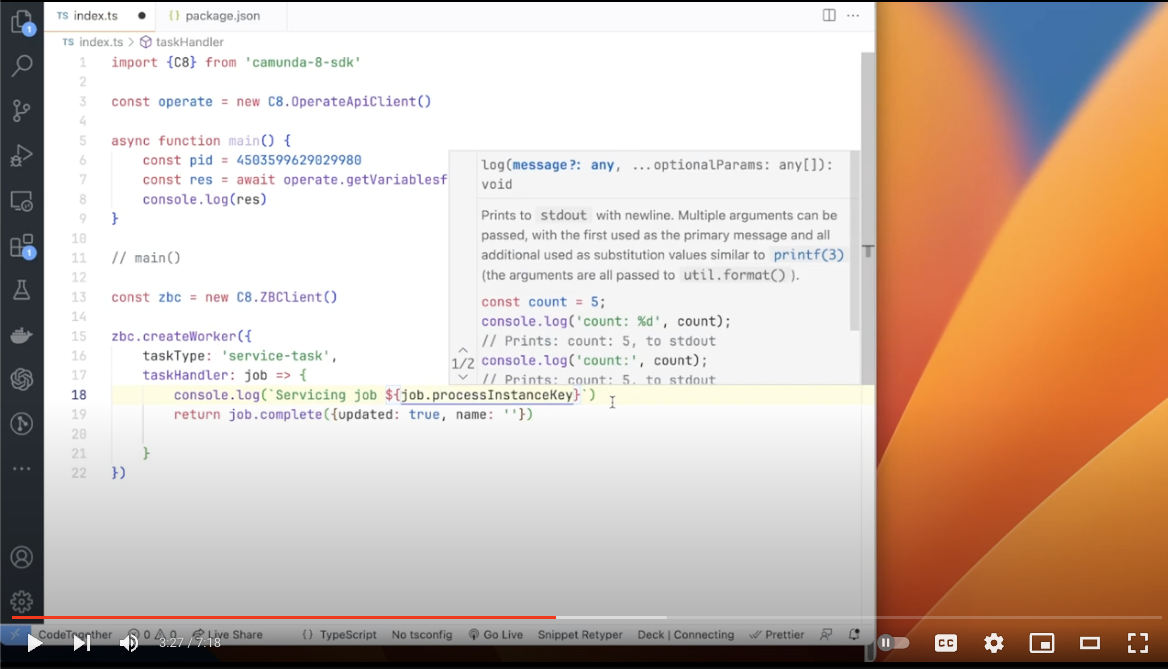 TS index.ts ● {} package.json
TS index.ts > taskHandler
1 import {C8} from 'camunda-8-sdk'
2
3 const operate = new C8.OperateApiClient()
4
5 async function main() {
6 const pid = 4503599629029980
7 const res = await operate.getVariablesf
8 console.log(res)
9 }
10
11 // main()
12
13 const zbc = new C8.ZBClient()
14
15 zbc.createWorker({
16 taskType: 'service-task',
17 taskHandler: job => {
18 console.log(`Servicing job ${job.processInstanceKey}`)
19 return job.complete({updated: true, name: ''})
20
21 }
22 })
log(message?: any, ...optionalParams: any[]):
void
Prints to stdout with newline. Multiple arguments can be
passed, with the first used as the primary message and all
additional used as substitution values similar to printf(3)
(the arguments are all passed to util.format() ).
const count = 5;
console.log('count: %d', count);
// Prints: count: 5, to stdout
console.log('count:', count);
// Prints: count: 5, to stdout
1/2
1
1
CodeTogether 0 0 Live Share {} TypeScript No tsconfig Go Live Snippet Retyper Deck | Connecting Prettier
3:27 / 7:18
CC